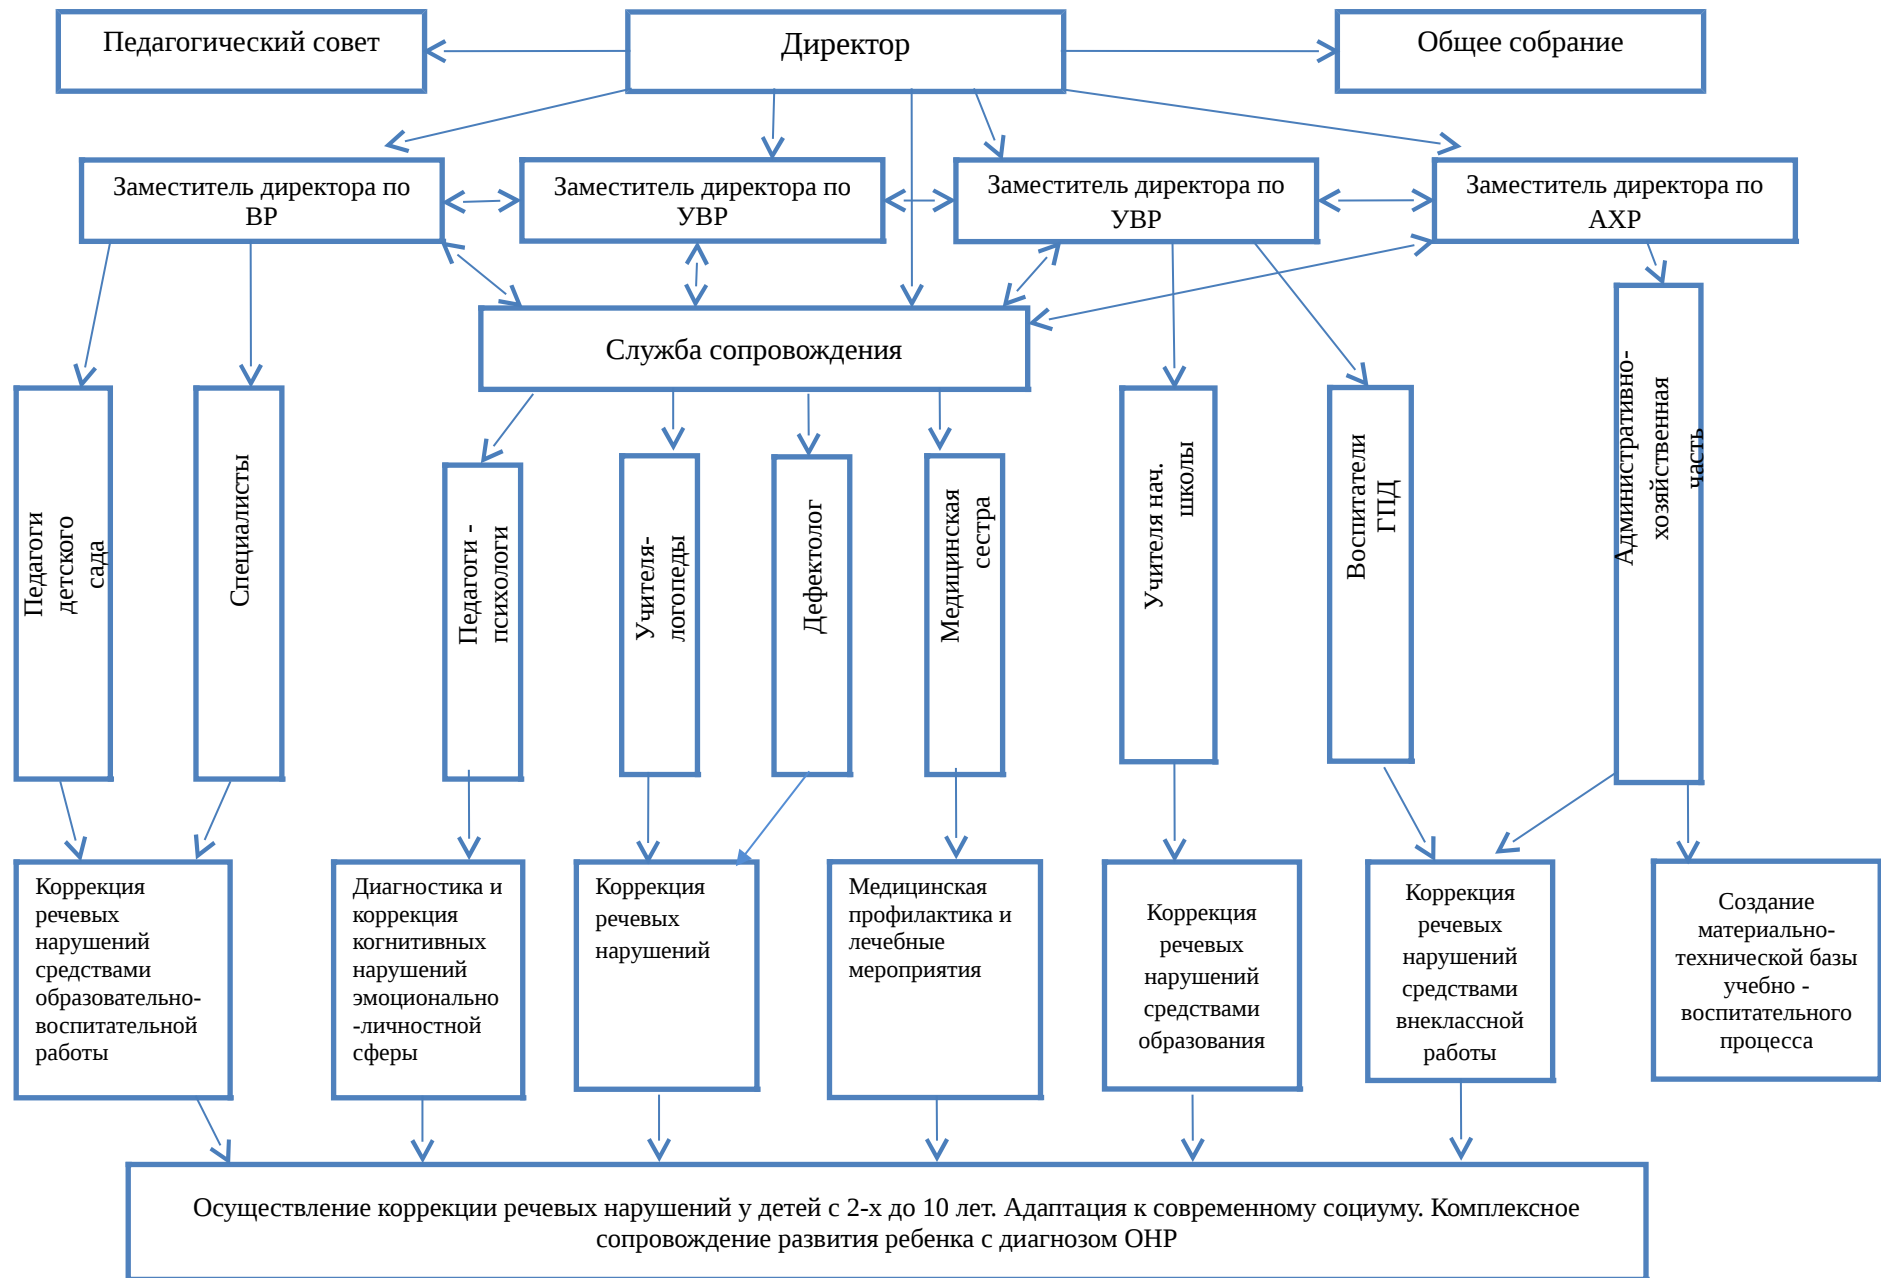 Педагогический совет
Директор
Общее собрание
Заместитель директора по
ВР
Заместитель директора по
УВР
Заместитель директора по
УВР
Заместитель директора по
АХР
Служба сопровождения
Педагоги
детского
сада
Специалисты
Педагоги -
психологи
Учителя-
логопеды
Дефектолог
Медицинская
сестра
Учителя нач.
школы
Воспитатели
ГПД
Административно-
хозяйственная
часть
Коррекция
речевых
нарушений
средствами
образовательно-
воспитательной
работы
Диагностика и
коррекция
когнитивных
нарушений
эмоционально
-личностной
сферы
Коррекция
речевых
нарушений
Медицинская
профилактика и
лечебные
мероприятия
Коррекция
речевых
нарушений
средствами
образования
Коррекция
речевых
нарушений
средствами
внеклассной
работы
Создание
материально-
технической базы
учебно -
воспитательного
процесса
Осуществление коррекции речевых нарушений у детей с 2-х до 10 лет. Адаптация к современному социуму. Комплексное
сопровождение развития ребенка с диагнозом ОНР